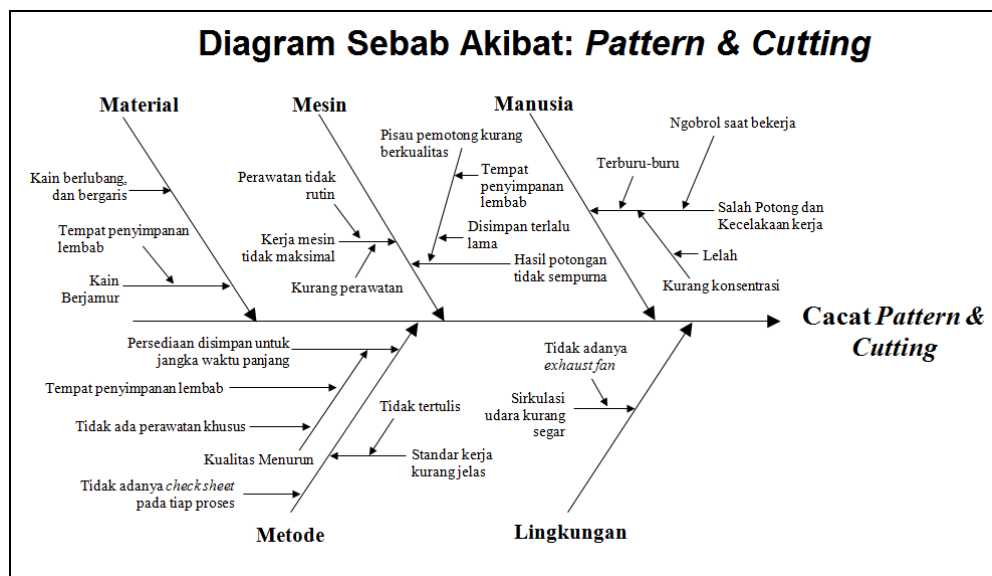 Diagram Sebab Akibat: Pattern & Cutting
Material
Mesin
Manusia
Kain berlubang,
dan bergaris
Tempat penyimpanan
lembab
Kain
Berjamur
Perawatan tidak
rutin
Kerja mesin
tidak maksimal
Kurang perawatan
Pisau pemotong kurang
berkualitas
Tempat
penyimpanan
lembab
Disimpan terlalu
lama
Hasil potongan
tidak sempurna
Ngobrol saat bekerja
Terburu-buru
Salah Potong dan
Kecelakaan kerja
Lelah
Kurang konsentrasi
Cacat Pattern &
Cutting
Persediaan disimpan untuk
jangka waktu panjang
Tempat penyimpanan lembab
Tidak ada perawatan khusus
Kualitas Menurun
Tidak tertulis
Standar kerja
kurang jelas
Tidak adanya check sheet
pada tiap proses
Metode
Tidak adanya
exhaust fan
Sirkulasi
udara kurang
segar
Lingkungan